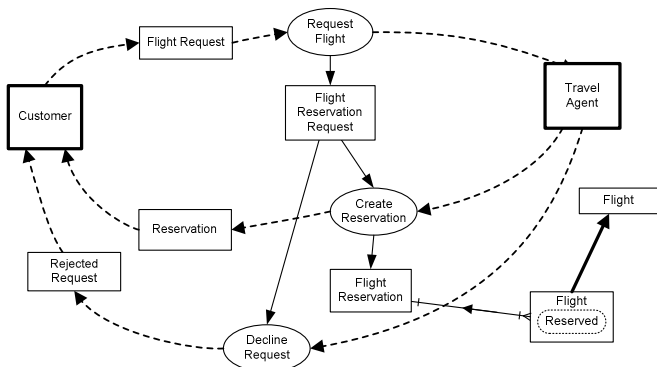 Request
Flight
Flight Request
Travel
Agent
Customer
Flight
Reservation
Request
Flight
Create
Reservation
Reservation
Rejected
Request
Flight
Reservation
Flight
Reserved
Decline
Request